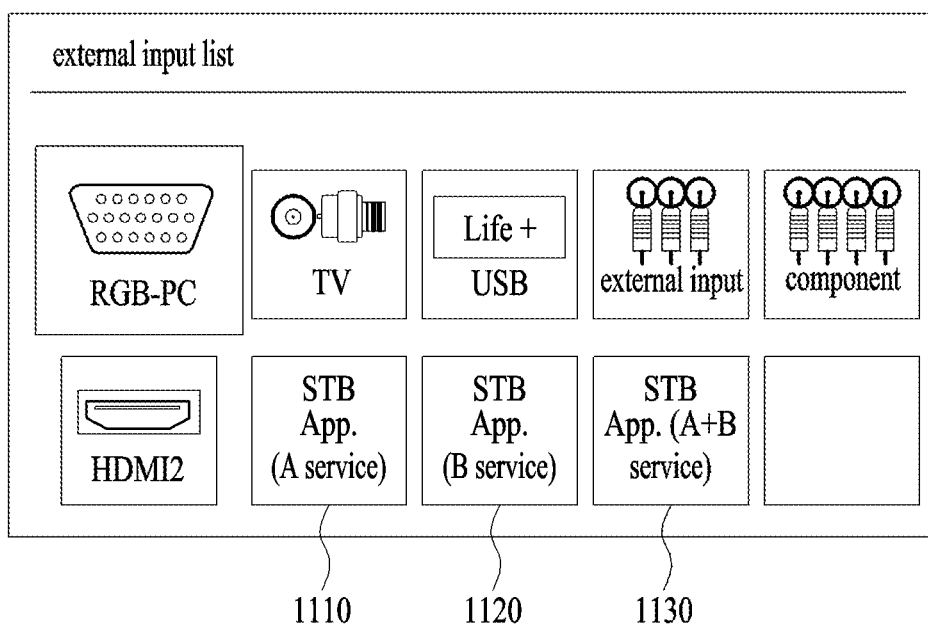 external input list
RGB-PC
TV
Life +
USB
external input
component
HDMI2
STB
App.
(A service)
STB
App.
(B service)
STB
App. (A+B
service)
1110
1120
1130